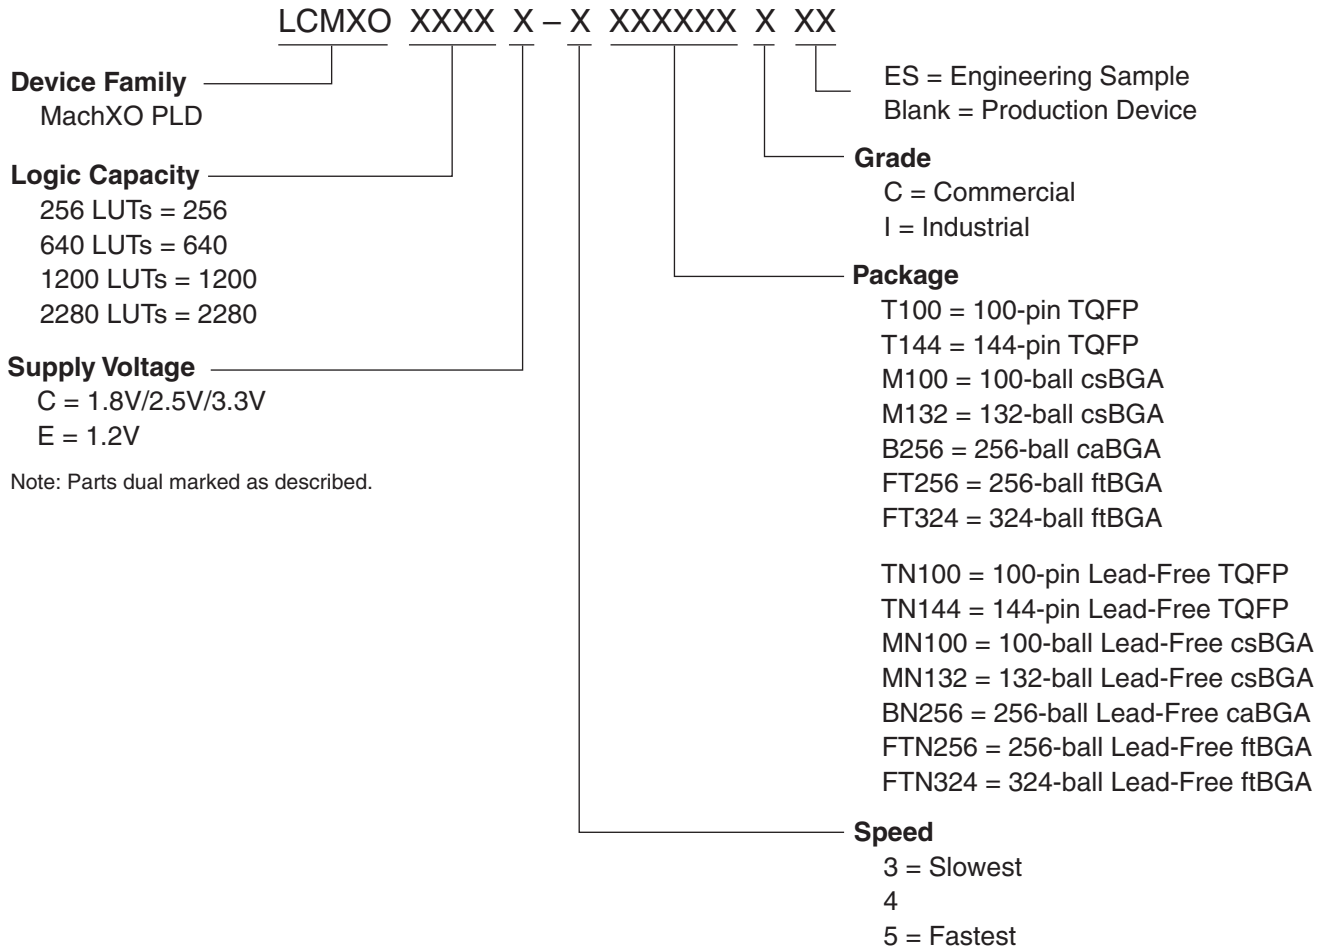 LCMXO XXXX X – X XXXXXX X XX
Device Family
MachXO PLD
Logic Capacity
256 LUTs = 256
640 LUTs = 640
1200 LUTs = 1200
2280 LUTs = 2280
Supply Voltage
C = 1.8V/2.5V/3.3V
E = 1.2V
Note: Parts dual marked as described.
ES = Engineering Sample
Blank = Production Device
Grade
C = Commercial
I = Industrial
Package
T100 = 100-pin TQFP
T144 = 144-pin TQFP
M100 = 100-ball csBGA
M132 = 132-ball csBGA
B256 = 256-ball caBGA
FT256 = 256-ball ftBGA
FT324 = 324-ball ftBGA
TN100 = 100-pin Lead-Free TQFP
TN144 = 144-pin Lead-Free TQFP
MN100 = 100-ball Lead-Free csBGA
MN132 = 132-ball Lead-Free csBGA
BN256 = 256-ball Lead-Free caBGA
FTN256 = 256-ball Lead-Free ftBGA
FTN324 = 324-ball Lead-Free ftBGA
Speed
3 = Slowest
4
5 = Fastest